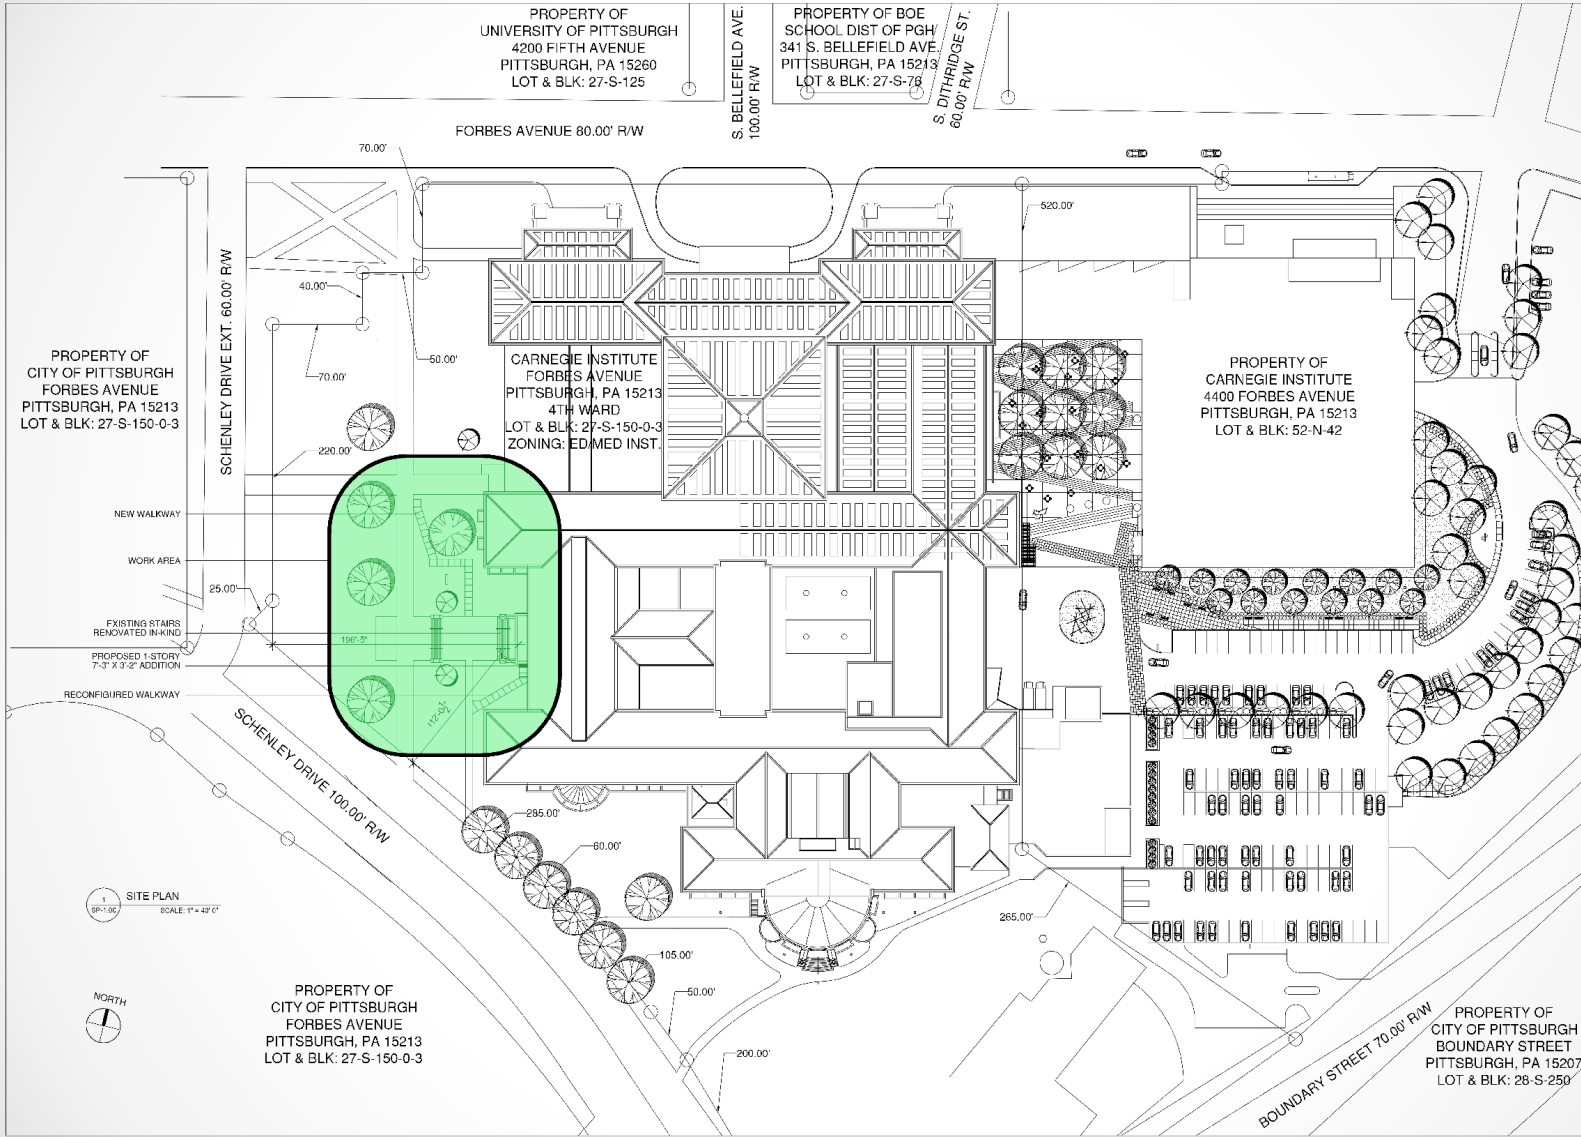 PROPERTY OF
UNIVERSITY OF PITTSBURGH
4200 FIFTH AVENUE
PITTSBURGH, PA 15260
LOT & BLK: 27-S-125
S. BELLEFIELD AVE.
100.00' R/W
PROPERTY OF BOE
SCHOOL DIST OF PGH
341 S. BELLEFIELD AVE.
PITTSBURGH, PA 15213
LOT & BLK: 27-S-76
S. DITHRIDGE ST.
60.00' R/W
FORBES AVENUE 80.00' R/W
70.00'
520.00'
SCHENLEY DRIVE EXT. 60.00' R/W
40.00'
50.00'
70.00'
PROPERTY OF
CITY OF PITTSBURGH
FORBES AVENUE
PITTSBURGH, PA 15213
LOT & BLK: 27-S-150-0-3
CARNEGIE INSTITUTE
FORBES AVENUE
PITTSBURGH, PA 15213
4TH WARD
LOT & BLK: 27-S-150-0-3
ZONING: ED/MED INST.
PROPERTY OF
CARNEGIE INSTITUTE
4400 FORBES AVENUE
PITTSBURGH, PA 15213
LOT & BLK: 52-N-42
220.00'
NEW WALKWAY
WORK AREA
25.00'
EXISTING STAIRS
RENOVATED IN-KIND
PROPOSED 1-STORY
7'-3" X 3'-2" ADDITION
RECONFIGURED WALKWAY
196'-5"
SCHENLEY DRIVE 100.00' R/W
285.00'
60.00'
105.00'
50.00'
200.00'
265.00'
1
SP-1.00
SITE PLAN
SCALE: 1" = 40'
NORTH
PROPERTY OF
CITY OF PITTSBURGH
FORBES AVENUE
PITTSBURGH, PA 15213
LOT & BLK: 27-S-150-0-3
BOUNDARY STREET 70.00' R/W
PROPERTY OF
CITY OF PITTSBURGH
BOUNDARY STREET
PITTSBURGH, PA 15207
LOT & BLK: 28-S-250